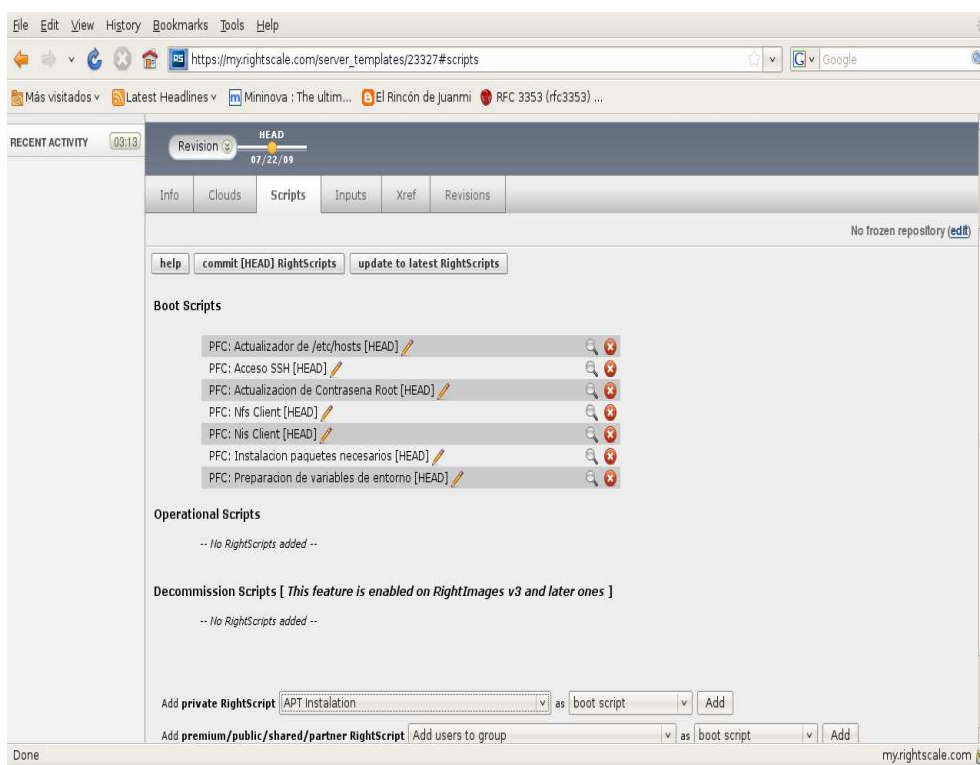 File Edit View History Bookmarks Tools Help
RS https://my.rightscale.com/server_templates/23327#scripts G Google
Más visitados Latest Headlines m Mininova : The ultim... El Rincón de Juanmi RFC 3353 (rfc3353) ...
RECENT ACTIVITY 03:13
Revision HEAD
07/22/09
Info Clouds Scripts Inputs Xref Revisions
No frozen repository (edit)
help commit [HEAD] RightScripts update to latest RightScripts
Boot Scripts
PFC: Actualizador de /etc/hosts [HEAD]
PFC: Acceso SSH [HEAD]
PFC: Actualizacion de Contrasena Root [HEAD]
PFC: Nfs Client [HEAD]
PFC: Nis Client [HEAD]
PFC: Instalacion paquetes necesarios [HEAD]
PFC: Preparacion de variables de entorno [HEAD]
Operational Scripts
-- No RightScripts added --
Decommission Scripts [ This feature is enabled on RightImages v3 and later ones ]
-- No RightScripts added --
Add private RightScript APT Instalation as boot script Add
Add premium/public/shared/partner RightScript Add users to group as boot script Add
Done my.rightscale.com